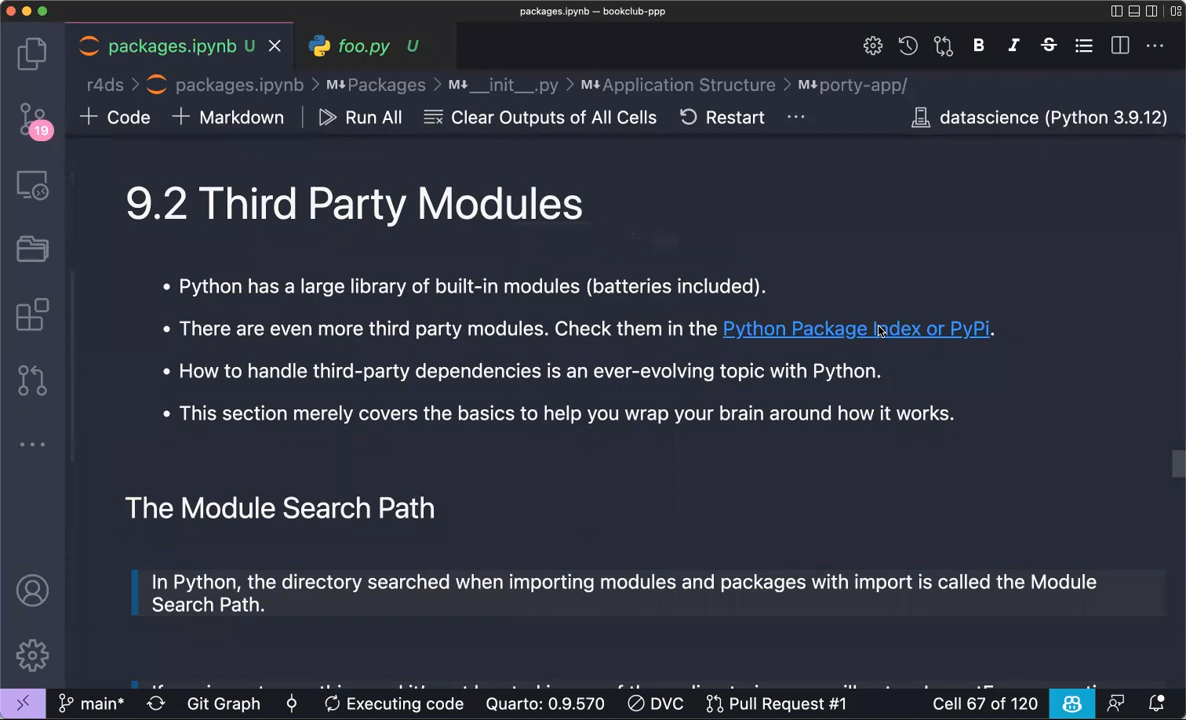 packages.ipynb — bookclub-ppp
packages.ipynb U
foo.py U
r4ds > packages.ipynb > M↓Packages > M↓__init__.py > M↓Application Structure > M↓porty-app/
+ Code + Markdown Run All Clear Outputs of All Cells Restart ... datascience (Python 3.9.12)
19
9.2 Third Party Modules
• Python has a large library of built-in modules (batteries included).
• There are even more third party modules. Check them in the Python Package Index or PyPi.
• How to handle third-party dependencies is an ever-evolving topic with Python.
• This section merely covers the basics to help you wrap your brain around how it works.
The Module Search Path
In Python, the directory searched when importing modules and packages with import is called the Module
Search Path.
main* Git Graph Executing code Quarto: 0.9.570 DVC Pull Request #1 Cell 67 of 120